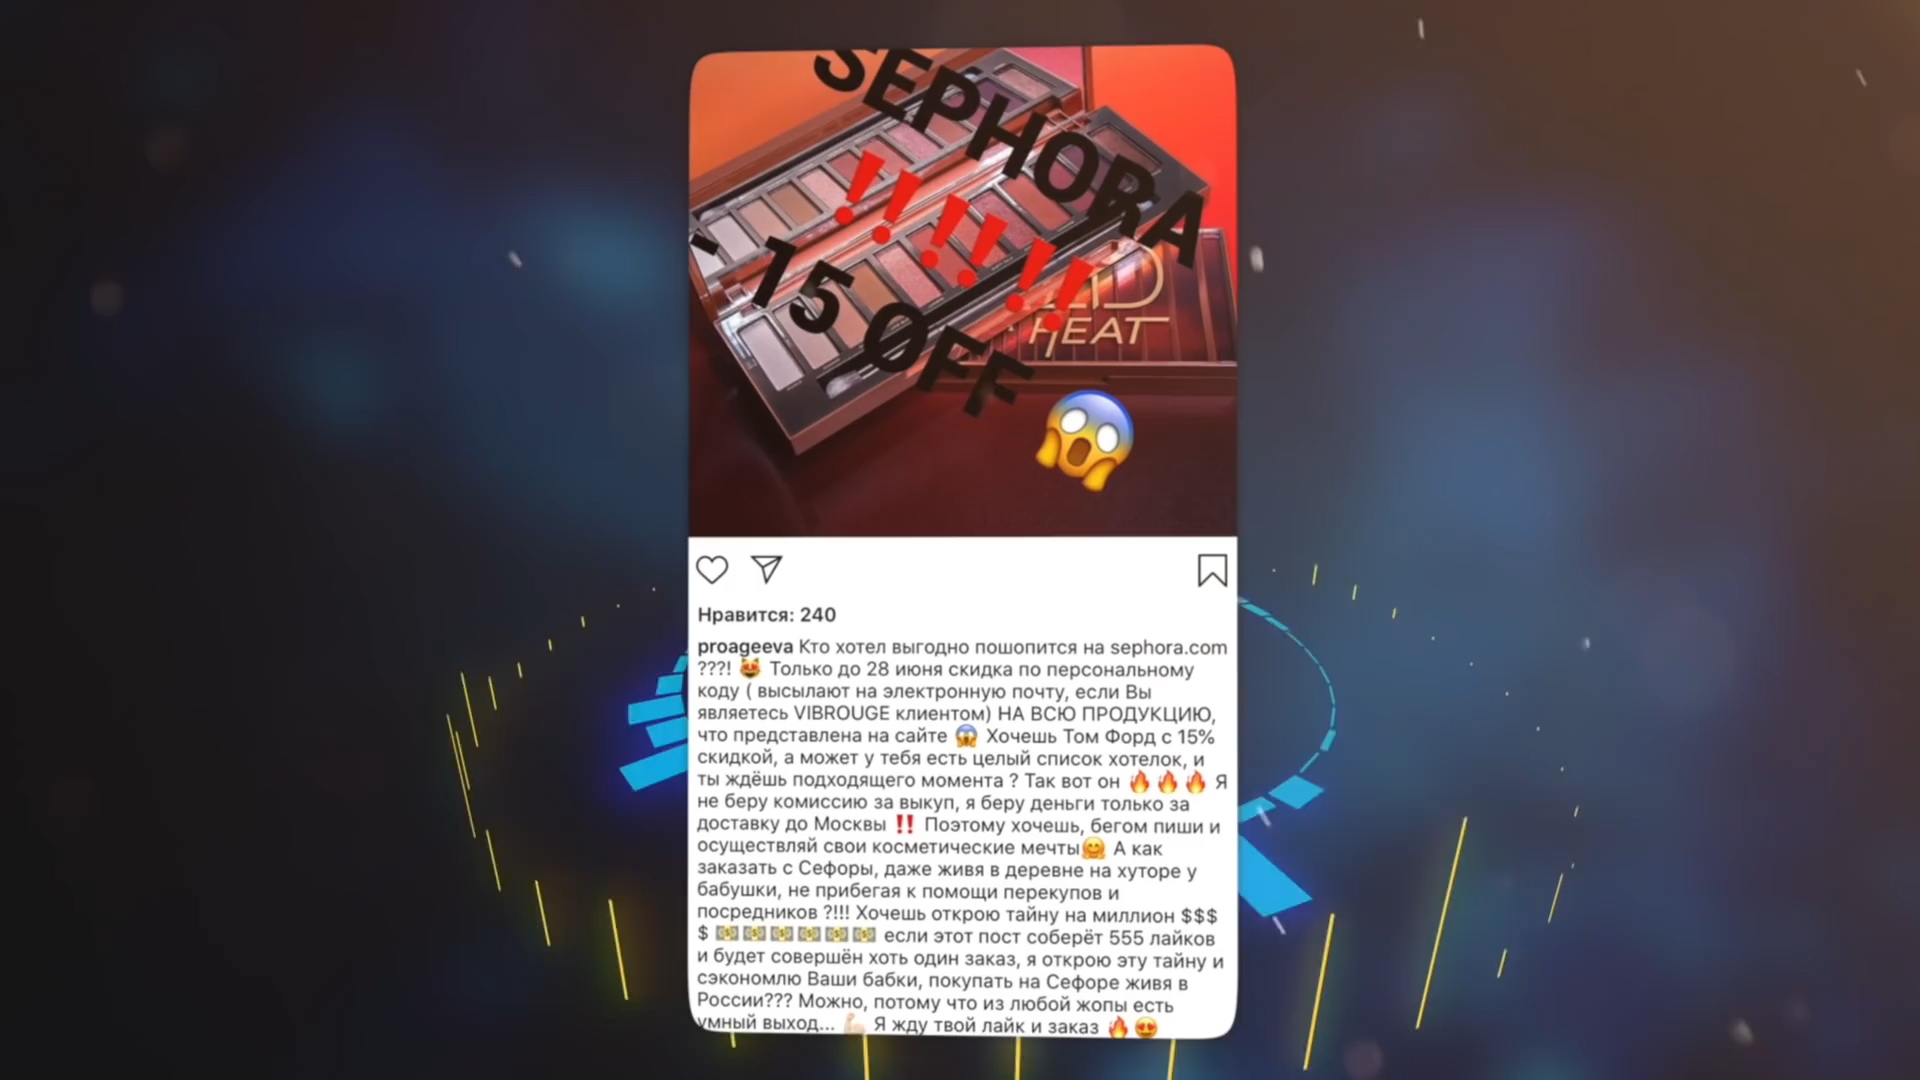 SEPHORA
‼️‼️‼️
- 15 OFF
HEAT
😱
Нравится: 240
proageeva Кто хотел выгодно пошопится на sephora.com
???! 😻 Только до 28 июня скидка по персональному
коду ( высылают на электронную почту, если Вы
являетесь VIBROUGE клиентом) НА ВСЮ ПРОДУКЦИЮ,
что представлена на сайте 😱 Хочешь Том Форд с 15%
скидкой, а может у тебя есть целый список хотелок, и
ты ждёшь подходящего момента ? Так вот он 🔥🔥🔥 Я
не беру комиссию за выкуп, я беру деньги только за
доставку до Москвы ‼️ Поэтому хочешь, бегом пиши и
осуществляй свои косметические мечты🤗 А как
заказать с Сефоры, даже живя в деревне на хуторе у
бабушки, не прибегая к помощи перекупов и
посредников ?!!! Хочешь открою тайну на миллион $$$
$ 💵💵💵💵💵💵 если этот пост соберёт 555 лайков
и будет совершён хоть один заказ, я открою эту тайну и
сэкономлю Ваши бабки, покупать на Сефоре живя в
России??? Можно, потому что из любой жопы есть
умный выход... 💪🏻 Я жду твой лайк и заказ 🔥😍